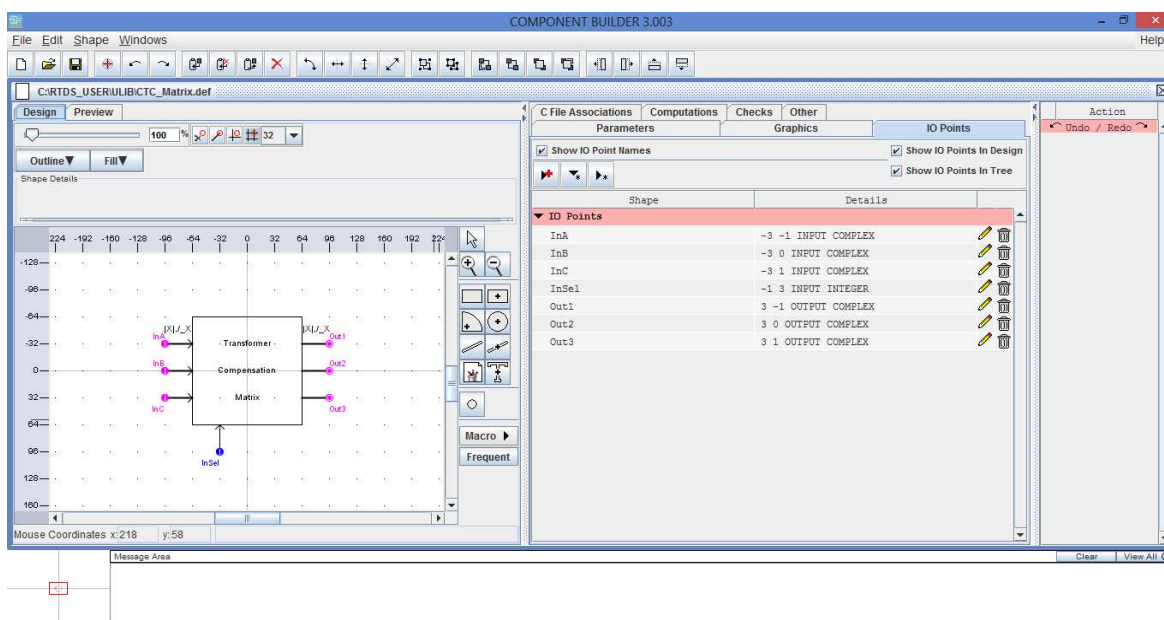 COMPONENT BUILDER 3.003
File Edit Shape Windows Help
C:\RTDS_USER\ULIB\CTC_Matrix.def
Design Preview
100 % 32
Outline▼ Fill▼
Shape Details
224 -192 -160 -128 -96 -64 -32 0 32 64 96 128 160 192 224
-128
-96
-64
-32
0
32
64
96
128
160
|X|,/_X |X|,/_X
InA Transformer Out1
InB Compensation Out2
InC Matrix Out3
InSel
Macro
Frequent
Mouse Coordinates x:218 y:58
C File Associations Computations Checks Other
Parameters Graphics IO Points
Show IO Point Names Show IO Points In Design
Show IO Points In Tree
Shape Details
IO Points
InA -3 -1 INPUT COMPLEX
InB -3 0 INPUT COMPLEX
InC -3 1 INPUT COMPLEX
InSel -1 3 INPUT INTEGER
Out1 3 -1 OUTPUT COMPLEX
Out2 3 0 OUTPUT COMPLEX
Out3 3 1 OUTPUT COMPLEX
Action
Undo / Redo
Message Area Clear View All